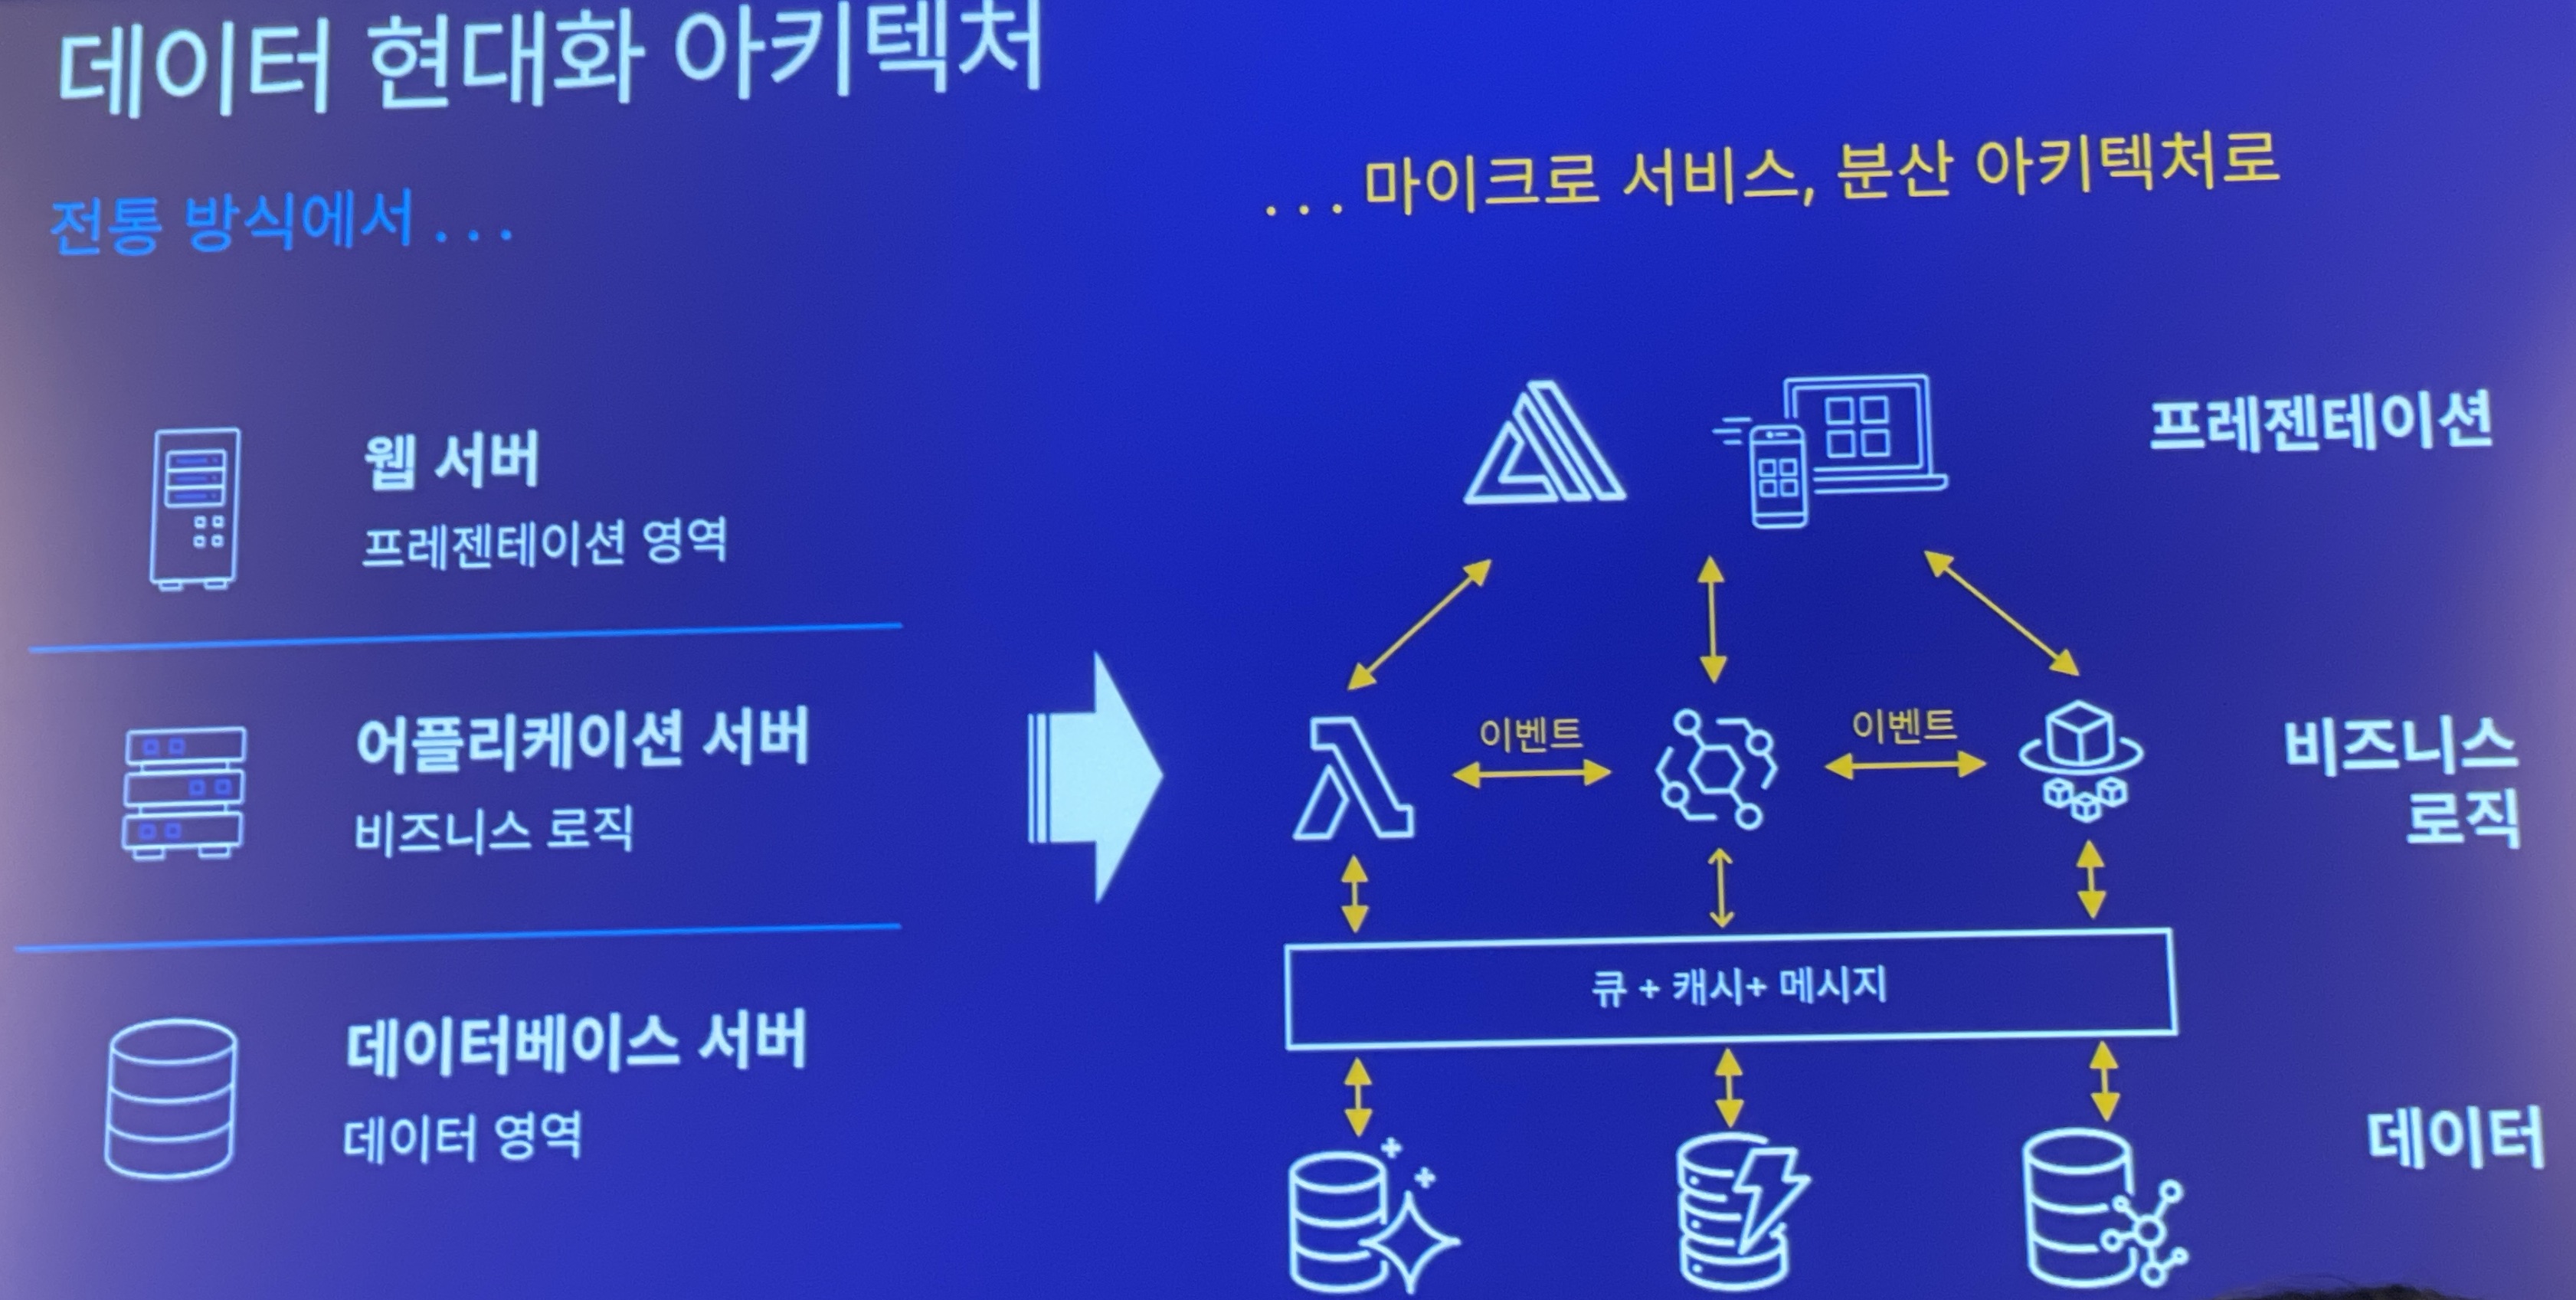 데이터 현대화 아키텍처
전통 방식에서 . . .
. . . 마이크로 서비스, 분산 아키텍처로
웹 서버
프레젠테이션 영역
어플리케이션 서버
비즈니스 로직
데이터베이스 서버
데이터 영역
프레젠테이션
이벤트
이벤트
비즈니스
로직
큐 + 캐시+ 메시지
데이터